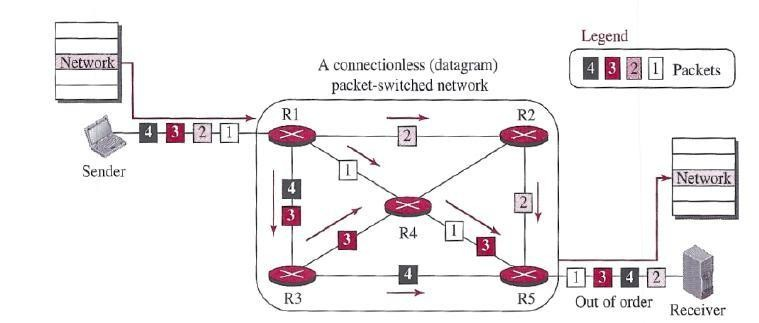 Legend
4 3 2 1 Packets
Network
A connectionless (datagram)
packet-switched network
R1
R2
4 3 2 1
2
Sender
1
4
3
Network
2
R4
1
3
3
4
R3
R5
1 3 4 2
Out of order
Receiver